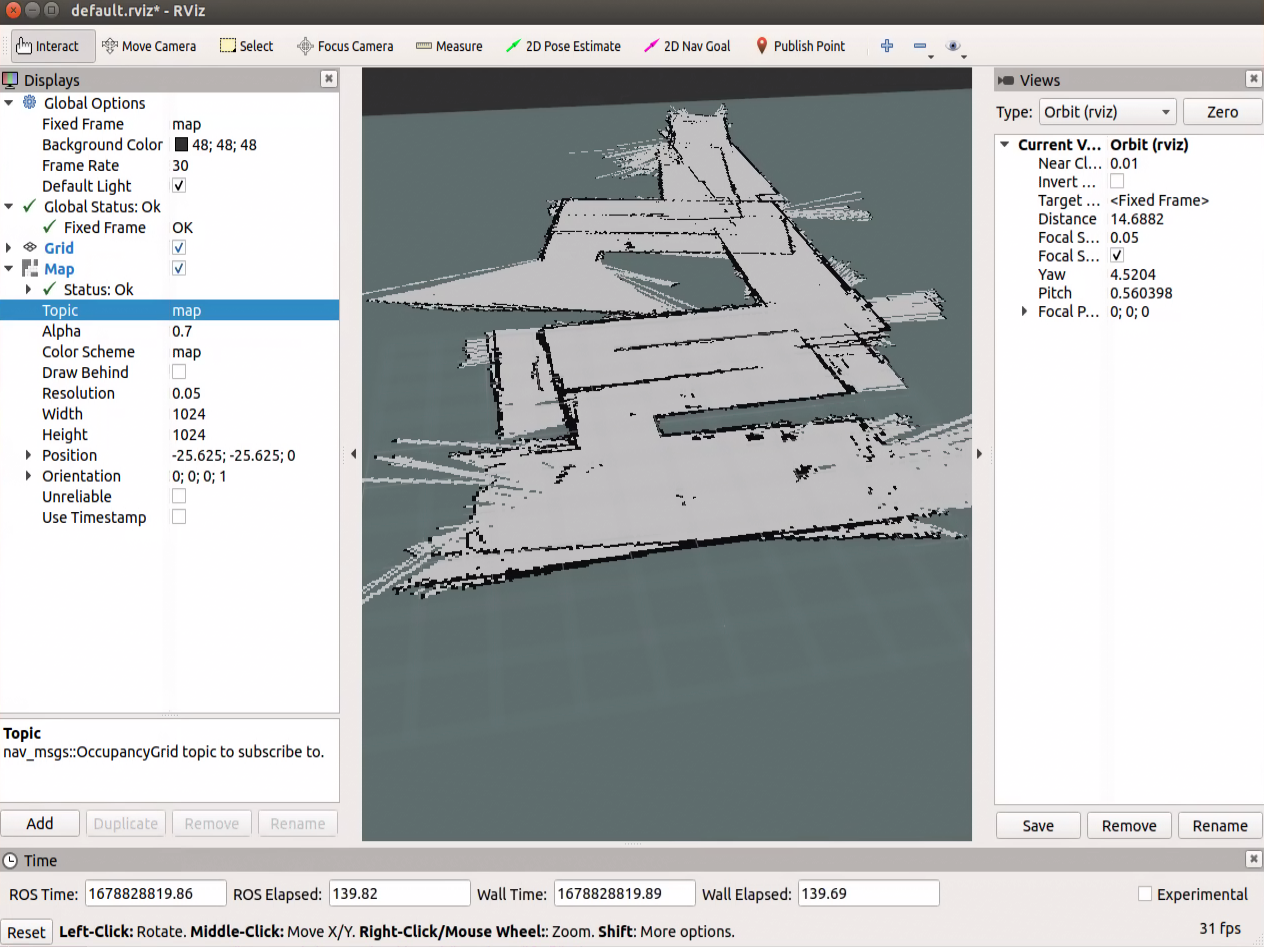 default.rviz* - RViz
Interact Move Camera Select Focus Camera Measure 2D Pose Estimate 2D Nav Goal Publish Point
Displays
Global Options
Fixed Frame map
Background Color 48; 48; 48
Frame Rate 30
Default Light
Global Status: Ok
Fixed Frame OK
Grid
Map
Status: Ok
Topic map
Alpha 0.7
Color Scheme map
Draw Behind
Resolution 0.05
Width 1024
Height 1024
Position -25.625; -25.625; 0
Orientation 0; 0; 0; 1
Unreliable
Use Timestamp
Topic
nav_msgs::OccupancyGrid topic to subscribe to.
Add Duplicate Remove Rename
Views
Type: Orbit (rviz) Zero
Current V... Orbit (rviz)
Near Cl... 0.01
Invert ...
Target ... <Fixed Frame>
Distance 14.6882
Focal S... 0.05
Focal S...
Yaw 4.5204
Pitch 0.560398
Focal P... 0; 0; 0
Save Remove Rename
Time
ROS Time: 1678828819.86 ROS Elapsed: 139.82 Wall Time: 1678828819.89 Wall Elapsed: 139.69 Experimental
Reset Left-Click: Rotate. Middle-Click: Move X/Y. Right-Click/Mouse Wheel:: Zoom. Shift: More options. 31 fps